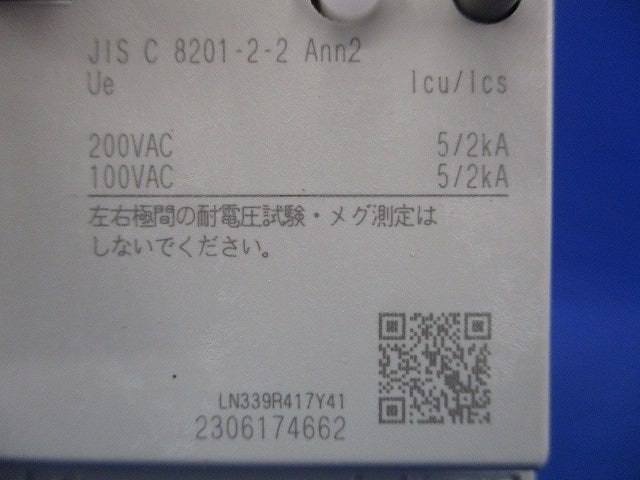 JIS C 8201-2-2 Ann2
Ue Icu/Ics
200VAC 5/2kA
100VAC 5/2kA
左右極間の耐電圧試験・メグ測定は
しないでください。
LN339R417Y41
2306174662